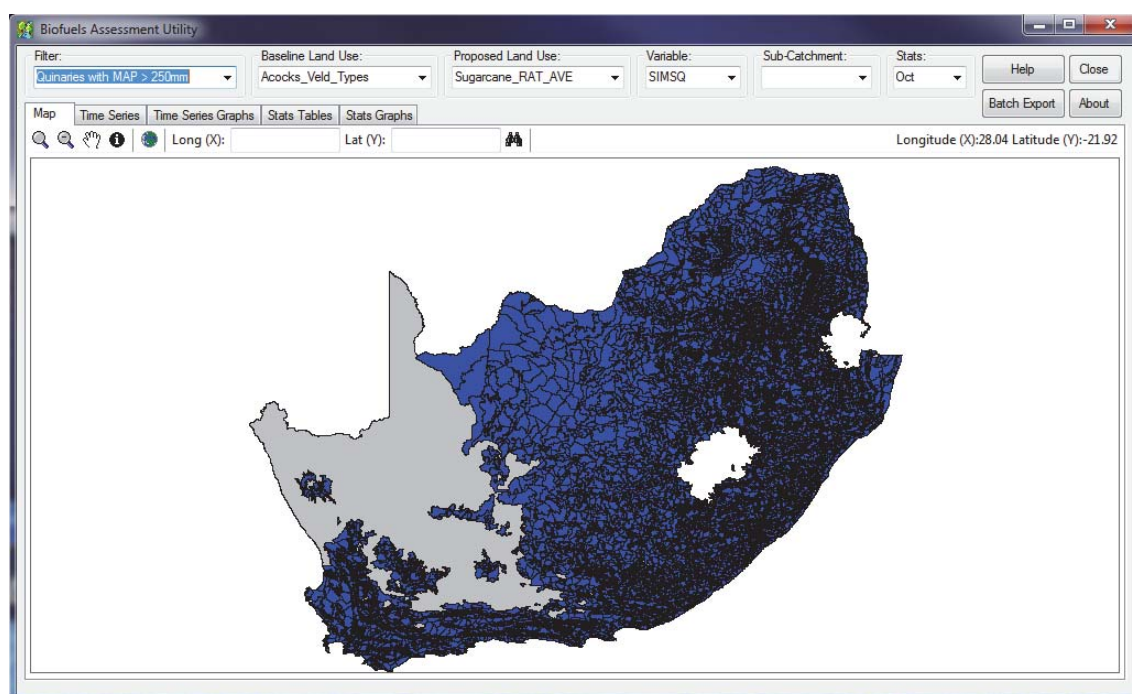 Biofuels Assessment Utility
Filter: Baseline Land Use: Proposed Land Use: Variable: Sub-Catchment: Stats:
Quinaries with MAP > 250mm Acocks_Veld_Types Sugarcane_RAT_AVE SIMSQ Oct Help Close
Batch Export About
Map Time Series Time Series Graphs Stats Tables Stats Graphs
Long (X): Lat (Y): Longitude (X):28.04 Latitude (Y):-21.92